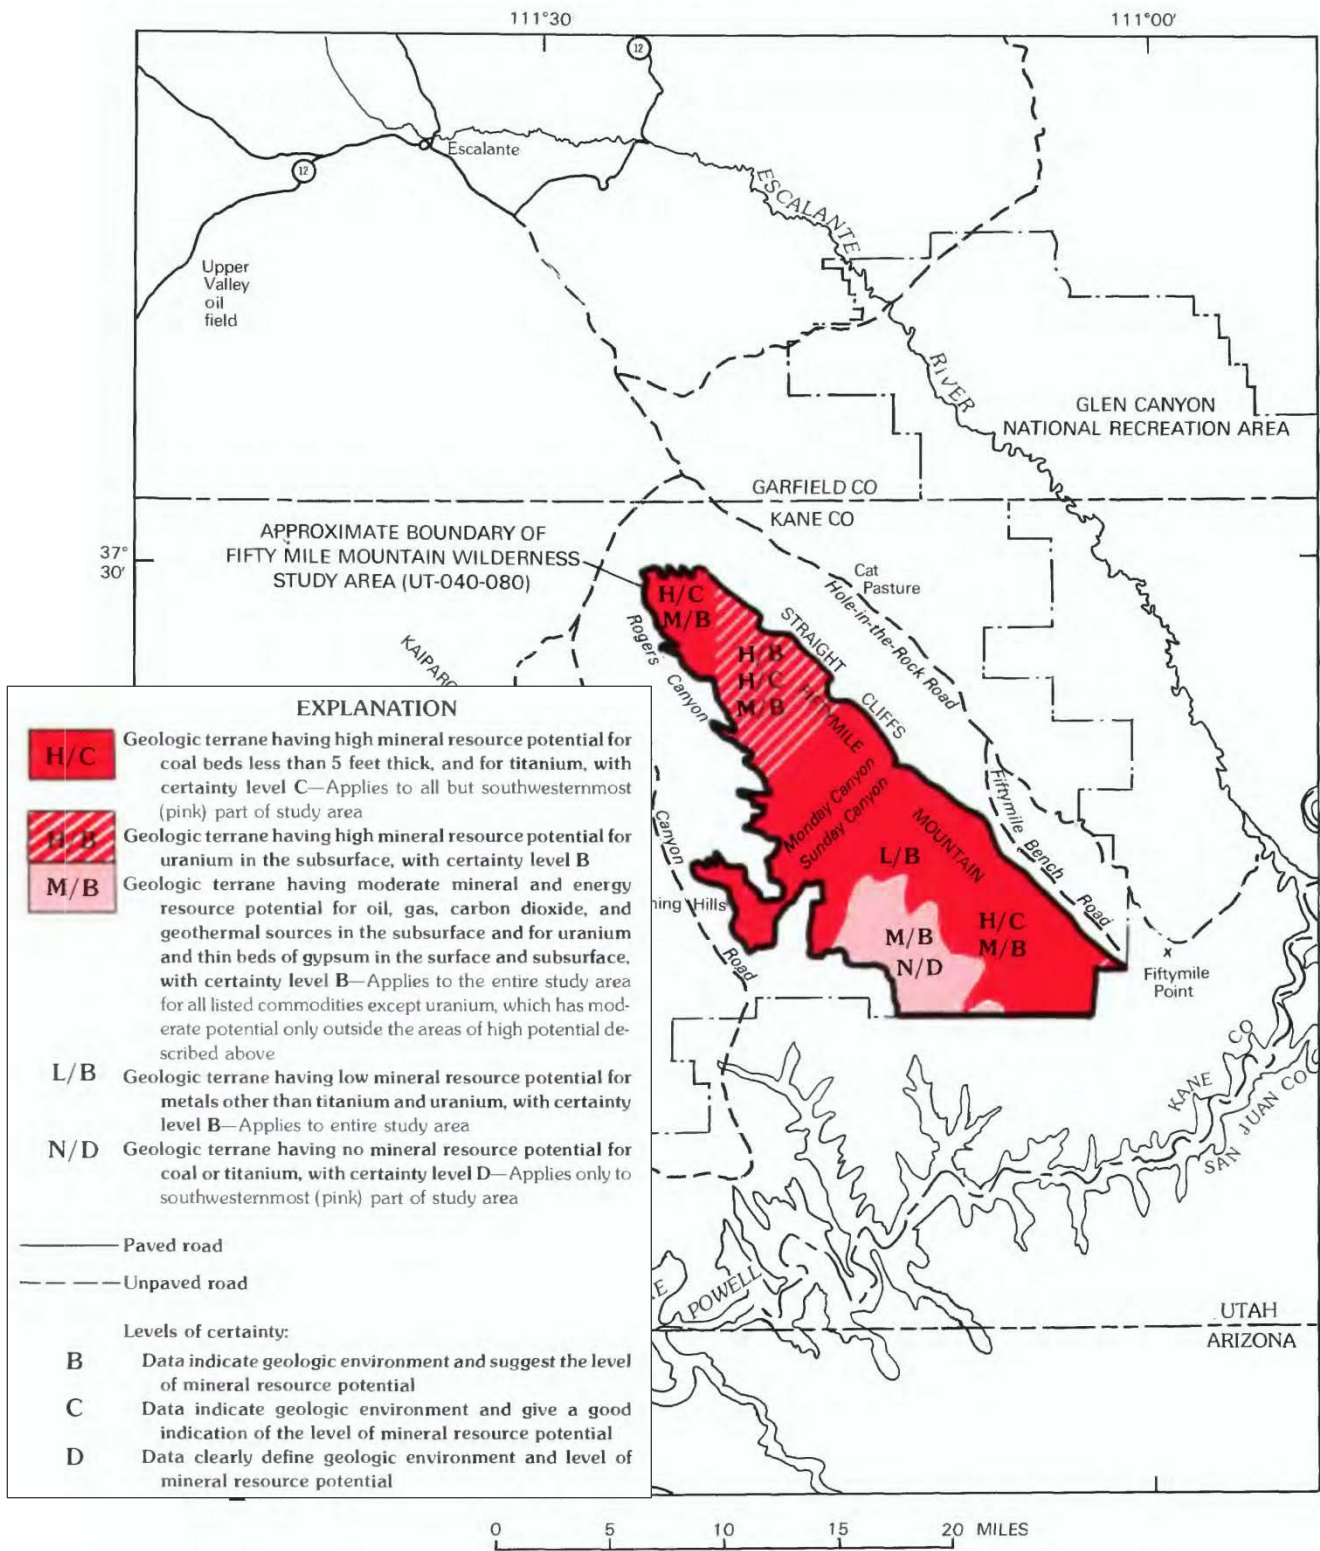 111°30
111°00'
12
12
Escalante
ESCALANTE
RIVER
Upper
Valley
oil
field
GLEN CANYON
NATIONAL RECREATION AREA
GARFIELD CO
KANE CO
APPROXIMATE BOUNDARY OF
FIFTY MILE MOUNTAIN WILDERNESS
STUDY AREA (UT-040-080)
37°
30'
Cat
Pasture
Hole-in-the-Rock Road
H/C
M/B
STRAIGHT
CLIFFS
Rogers Canyon
H/B
H/C
M/B
FIFTYMILE
MOUNTAIN
Monday Canyon
Sunday Canyon
Fiftymile Bench Road
Canyon
Road
L/B
Hills
M/B
N/D
H/C
M/B
Fiftymile
Point
KANE CO
SAN JUAN CO
POWELL
UTAH
ARIZONA
EXPLANATION
H/C Geologic terrane having high mineral resource potential for
coal beds less than 5 feet thick, and for titanium, with
certainty level C—Applies to all but southwesternmost
(pink) part of study area
H/B Geologic terrane having high mineral resource potential for
uranium in the subsurface, with certainty level B
M/B Geologic terrane having moderate mineral and energy
resource potential for oil, gas, carbon dioxide, and
geothermal sources in the subsurface and for uranium
and thin beds of gypsum in the surface and subsurface,
with certainty level B—Applies to the entire study area
for all listed commodities except uranium, which has mod-
erate potential only outside the areas of high potential de-
scribed above
L/B Geologic terrane having low mineral resource potential for
metals other than titanium and uranium, with certainty
level B—Applies to entire study area
N/D Geologic terrane having no mineral resource potential for
coal or titanium, with certainty level D—Applies only to
southwesternmost (pink) part of study area
Paved road
Unpaved road
Levels of certainty:
B Data indicate geologic environment and suggest the level
of mineral resource potential
C Data indicate geologic environment and give a good
indication of the level of mineral resource potential
D Data clearly define geologic environment and level of
mineral resource potential
0 5 10 15 20 MILES